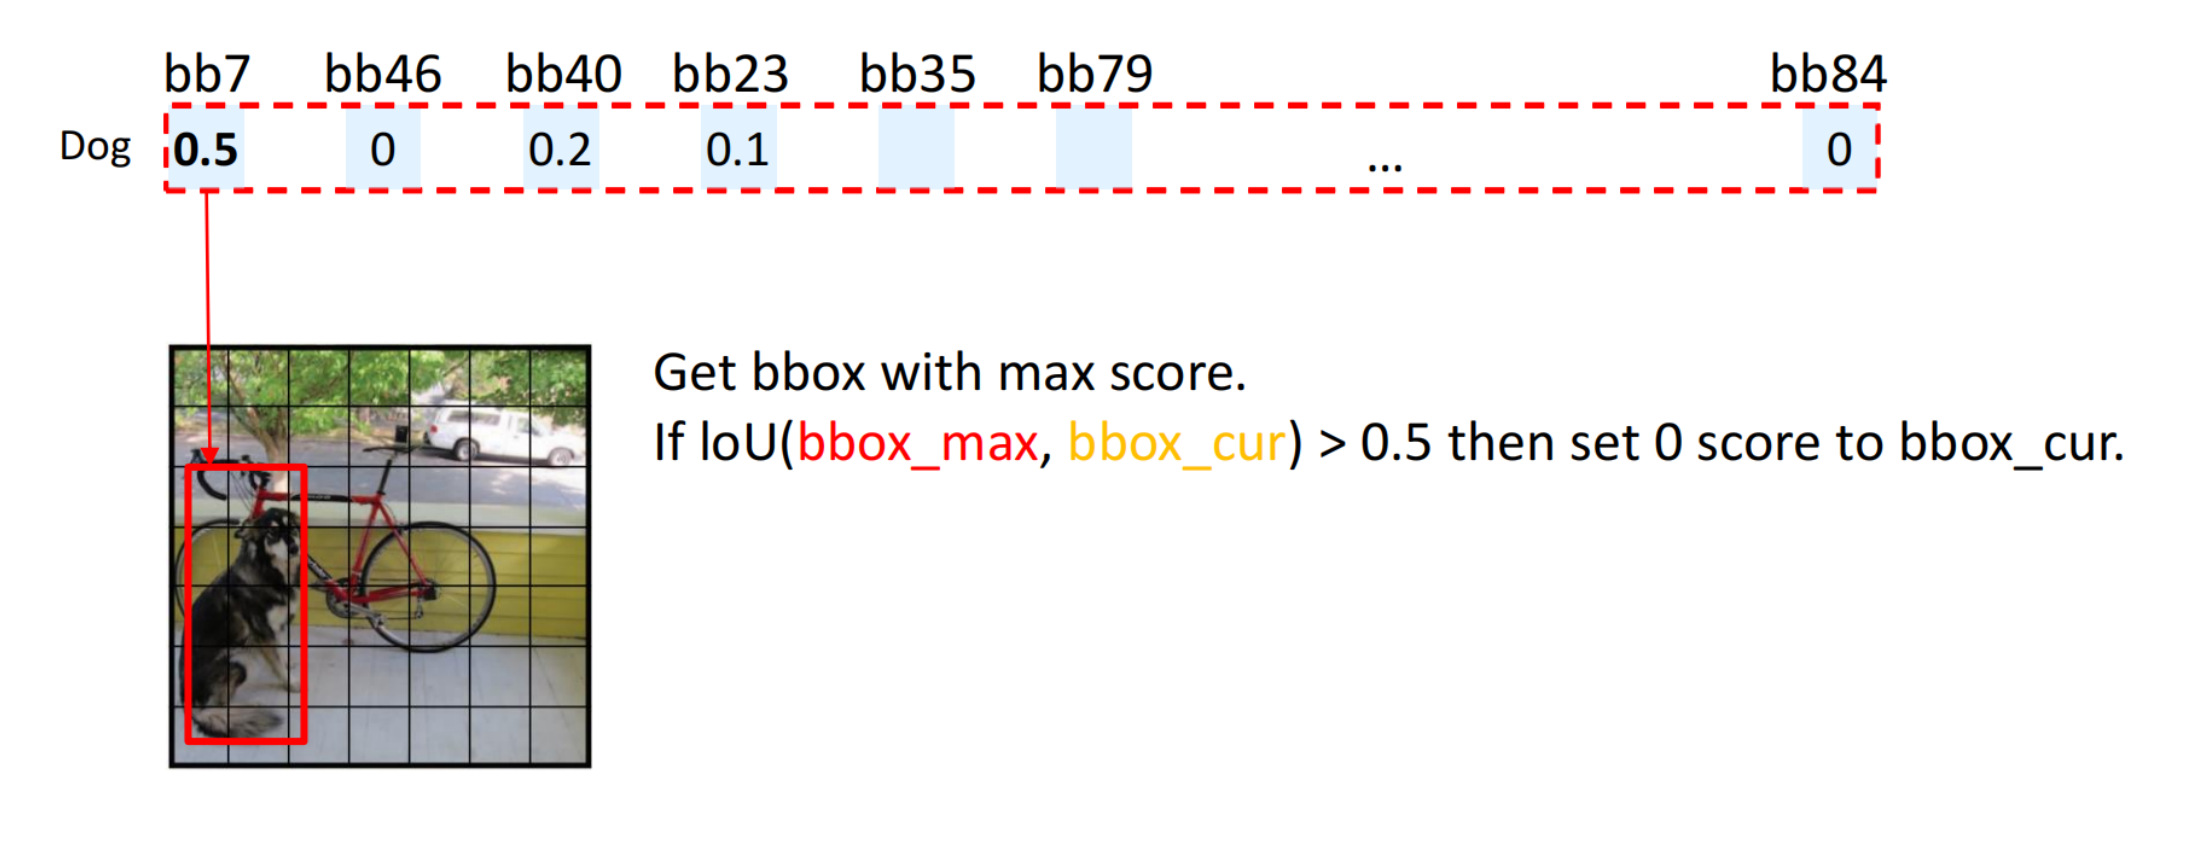 bb7 bb46 bb40 bb23 bb35 bb79 bb84
Dog 0.5 0 0.2 0.1 ... 0
Get bbox with max score.
If IoU(bbox_max, bbox_cur) > 0.5 then set 0 score to bbox_cur.